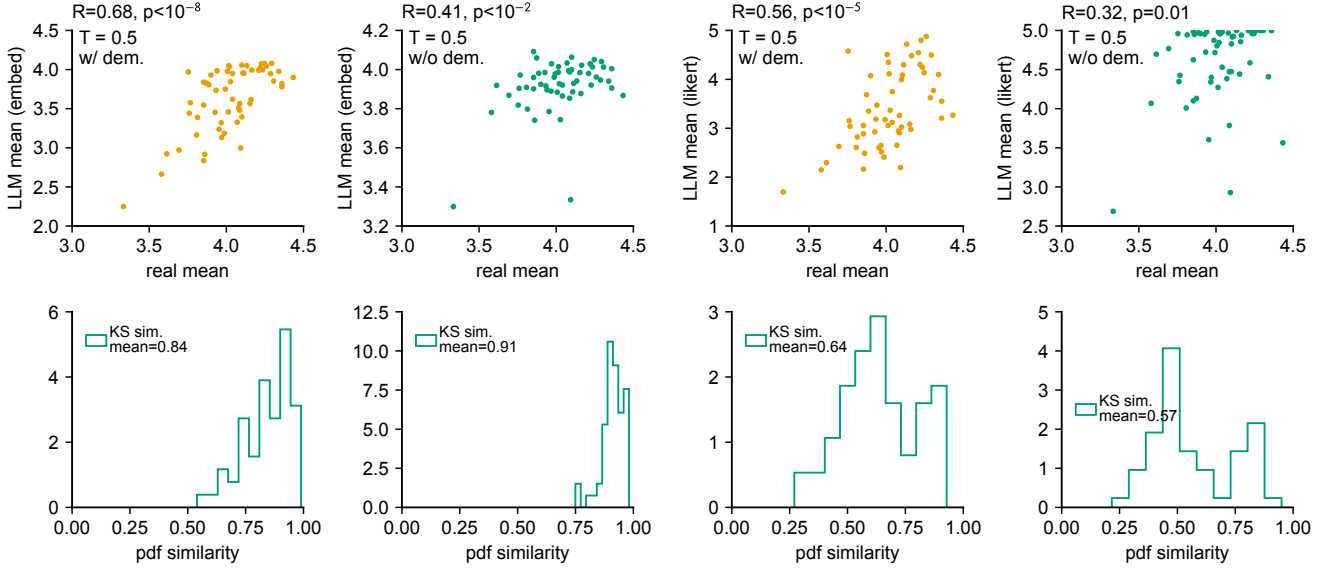 R=0.68, p<10⁻⁸
T = 0.5
w/ dem.
LLM mean (embed)
4.5
4.0
3.5
3.0
2.5
2.0
3.0 3.5 4.0 4.5
real mean
R=0.41, p<10⁻²
T = 0.5
w/o dem.
LLM mean (embed)
4.2
4.0
3.8
3.6
3.4
3.2
3.0 3.5 4.0 4.5
real mean
R=0.56, p<10⁻⁵
T = 0.5
w/ dem.
LLM mean (likert)
5
4
3
2
1
3.0 3.5 4.0 4.5
real mean
R=0.32, p=0.01
T = 0.5
w/o dem.
LLM mean (likert)
5.0
4.5
4.0
3.5
3.0
2.5
3.0 3.5 4.0 4.5
real mean
6
4
2
0
KS sim.
mean=0.84
0.00 0.25 0.50 0.75 1.00
pdf similarity
12.5
10.0
7.5
5.0
2.5
0.0
KS sim.
mean=0.91
0.00 0.25 0.50 0.75 1.00
pdf similarity
3
2
1
0
KS sim.
mean=0.64
0.00 0.25 0.50 0.75 1.00
pdf similarity
5
4
3
2
1
0
KS sim.
mean=0.57
0.00 0.25 0.50 0.75 1.00
pdf similarity